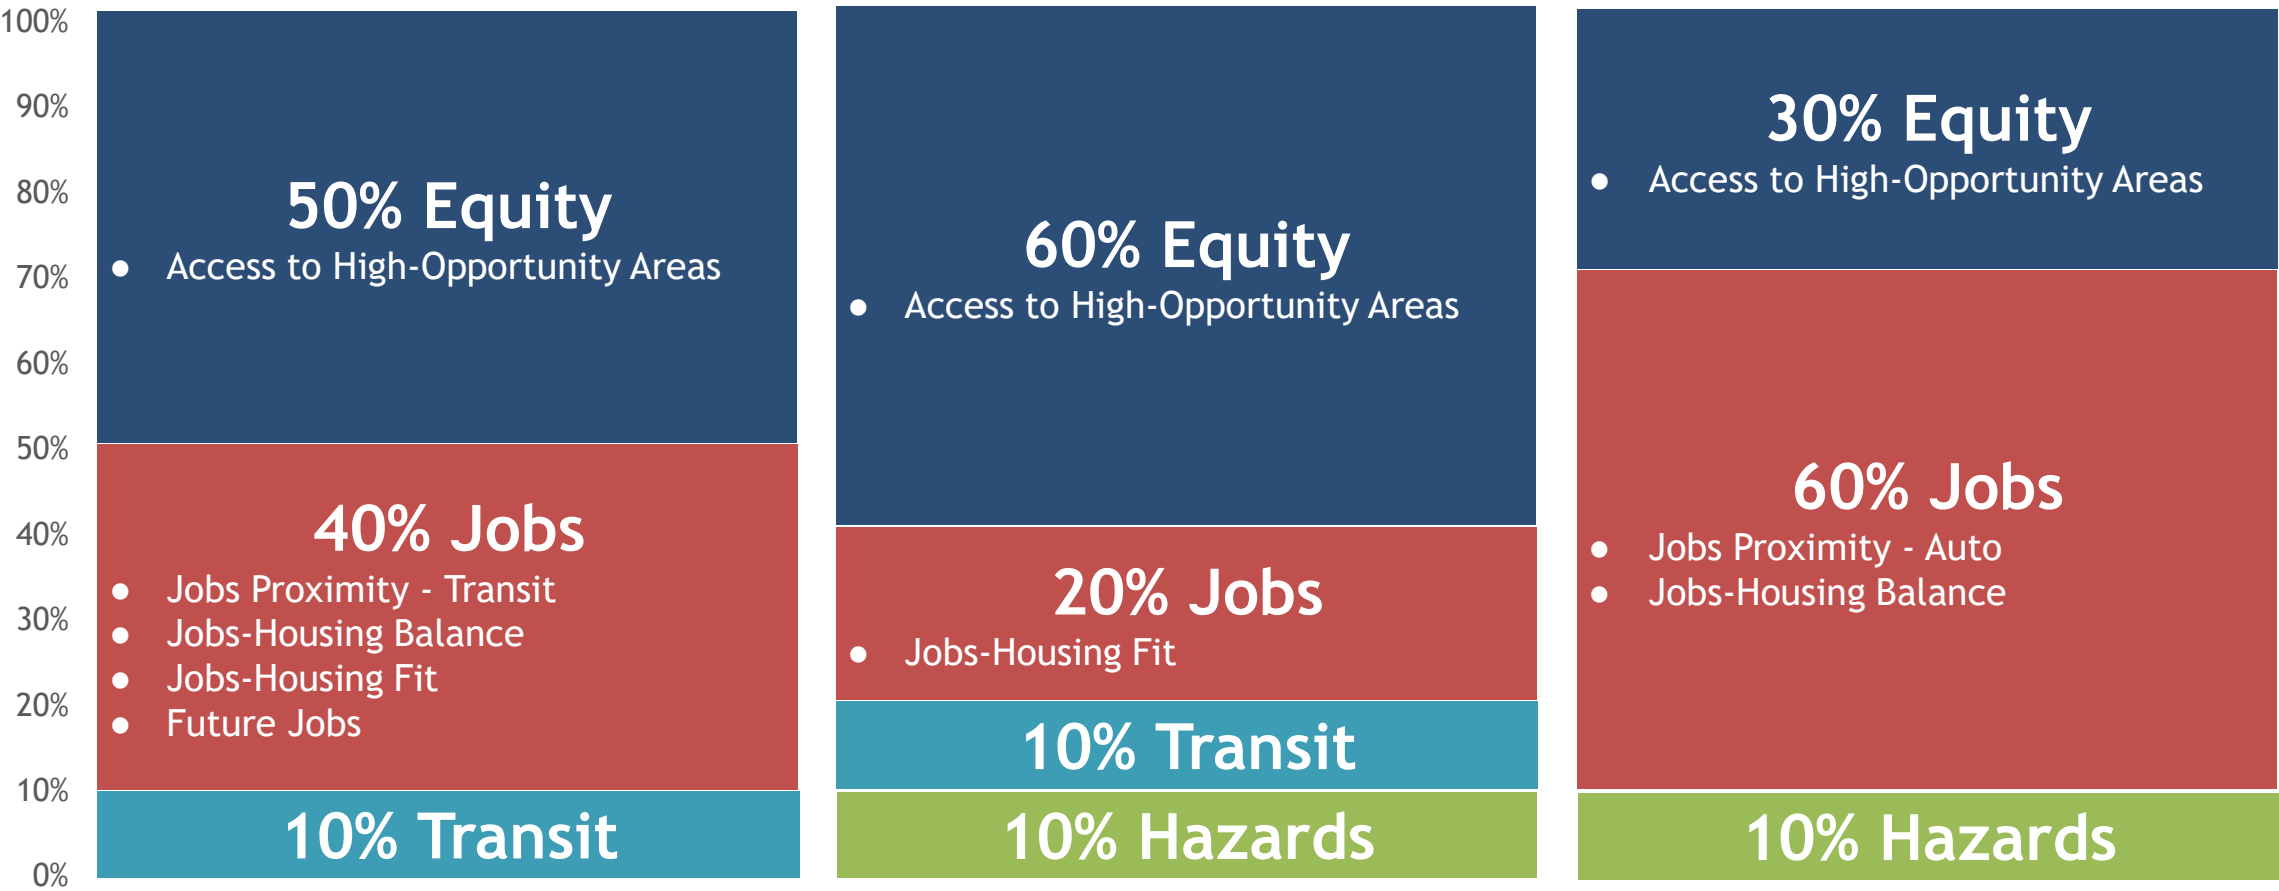 100%
90%
80%
70%
60%
50%
40%
30%
20%
10%
0%
50% Equity
● Access to High-Opportunity Areas
40% Jobs
● Jobs Proximity - Transit
● Jobs-Housing Balance
● Jobs-Housing Fit
● Future Jobs
10% Transit
60% Equity
● Access to High-Opportunity Areas
20% Jobs
● Jobs-Housing Fit
10% Transit
10% Hazards
30% Equity
● Access to High-Opportunity Areas
60% Jobs
● Jobs Proximity - Auto
● Jobs-Housing Balance
10% Hazards